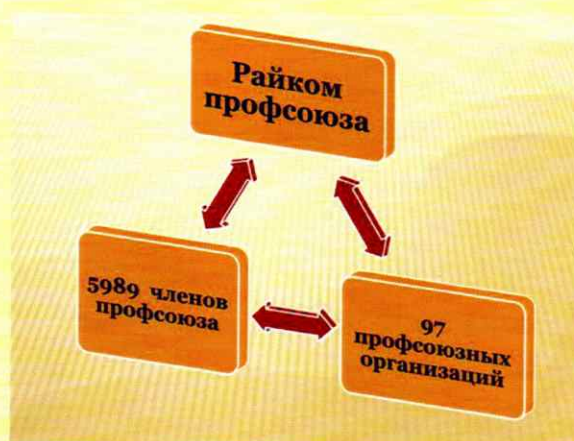 Райком
профсоюза
5989 членов
профсоюза
97
профсоюзных
организаций